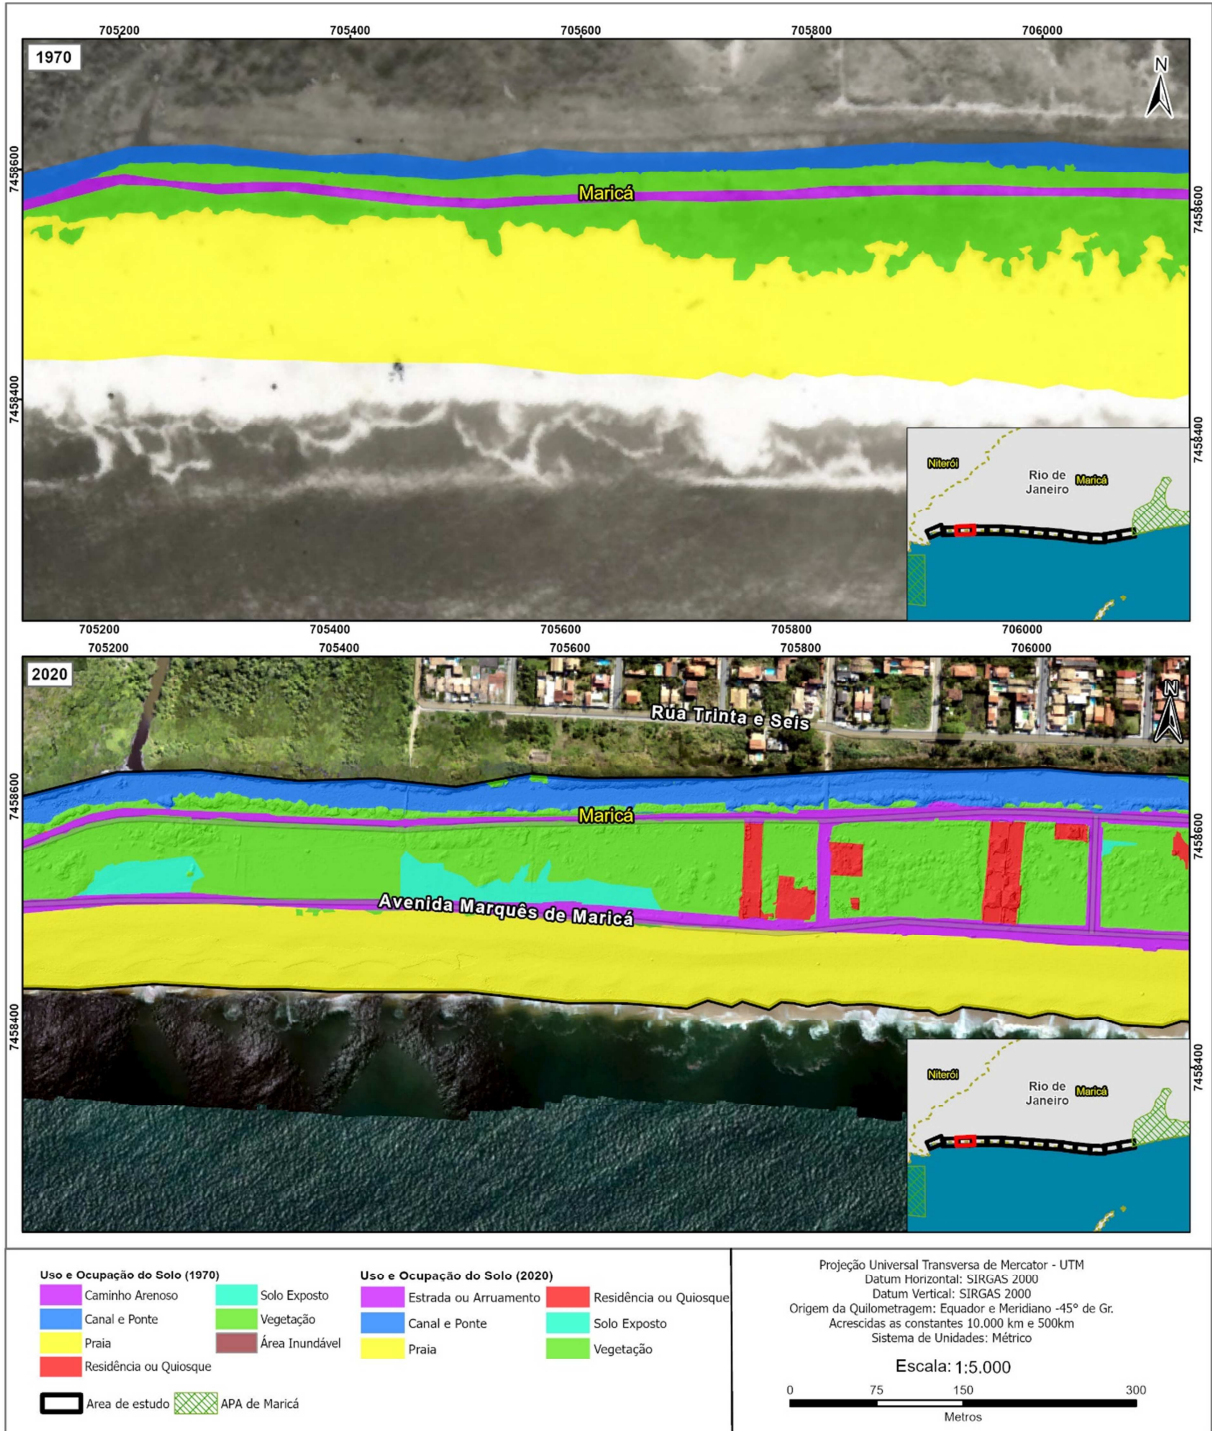 705200 705400 705600 705800 706000
1970
N
7458600
Maricá
7458600
7458400
7458400
Niterói
Rio de
Janeiro
Maricá
705200 705400 705600 705800 706000
705200 705400 705600 705800 706000
2020
N
Rua Trinta e Seis
7458600
Maricá
7458600
Avenida Marquês de Maricá
7458400
7458400
Niterói
Rio de
Janeiro
Maricá
Uso e Ocupação do Solo (1970)
Caminho Arenoso
Canal e Ponte
Praia
Residência ou Quiosque
Solo Exposto
Vegetação
Área Inundável
Area de estudo
APA de Maricá
Uso e Ocupação do Solo (2020)
Estrada ou Arruamento
Canal e Ponte
Praia
Residência ou Quiosque
Solo Exposto
Vegetação
Projeção Universal Transversa de Mercator - UTM
Datum Horizontal: SIRGAS 2000
Datum Vertical: SIRGAS 2000
Origem da Quilometragem: Equador e Meridiano -45° de Gr.
Acrescidas as constantes 10.000 km e 500km
Sistema de Unidades: Métrico
Escala: 1:5.000
0 75 150 300
Metros